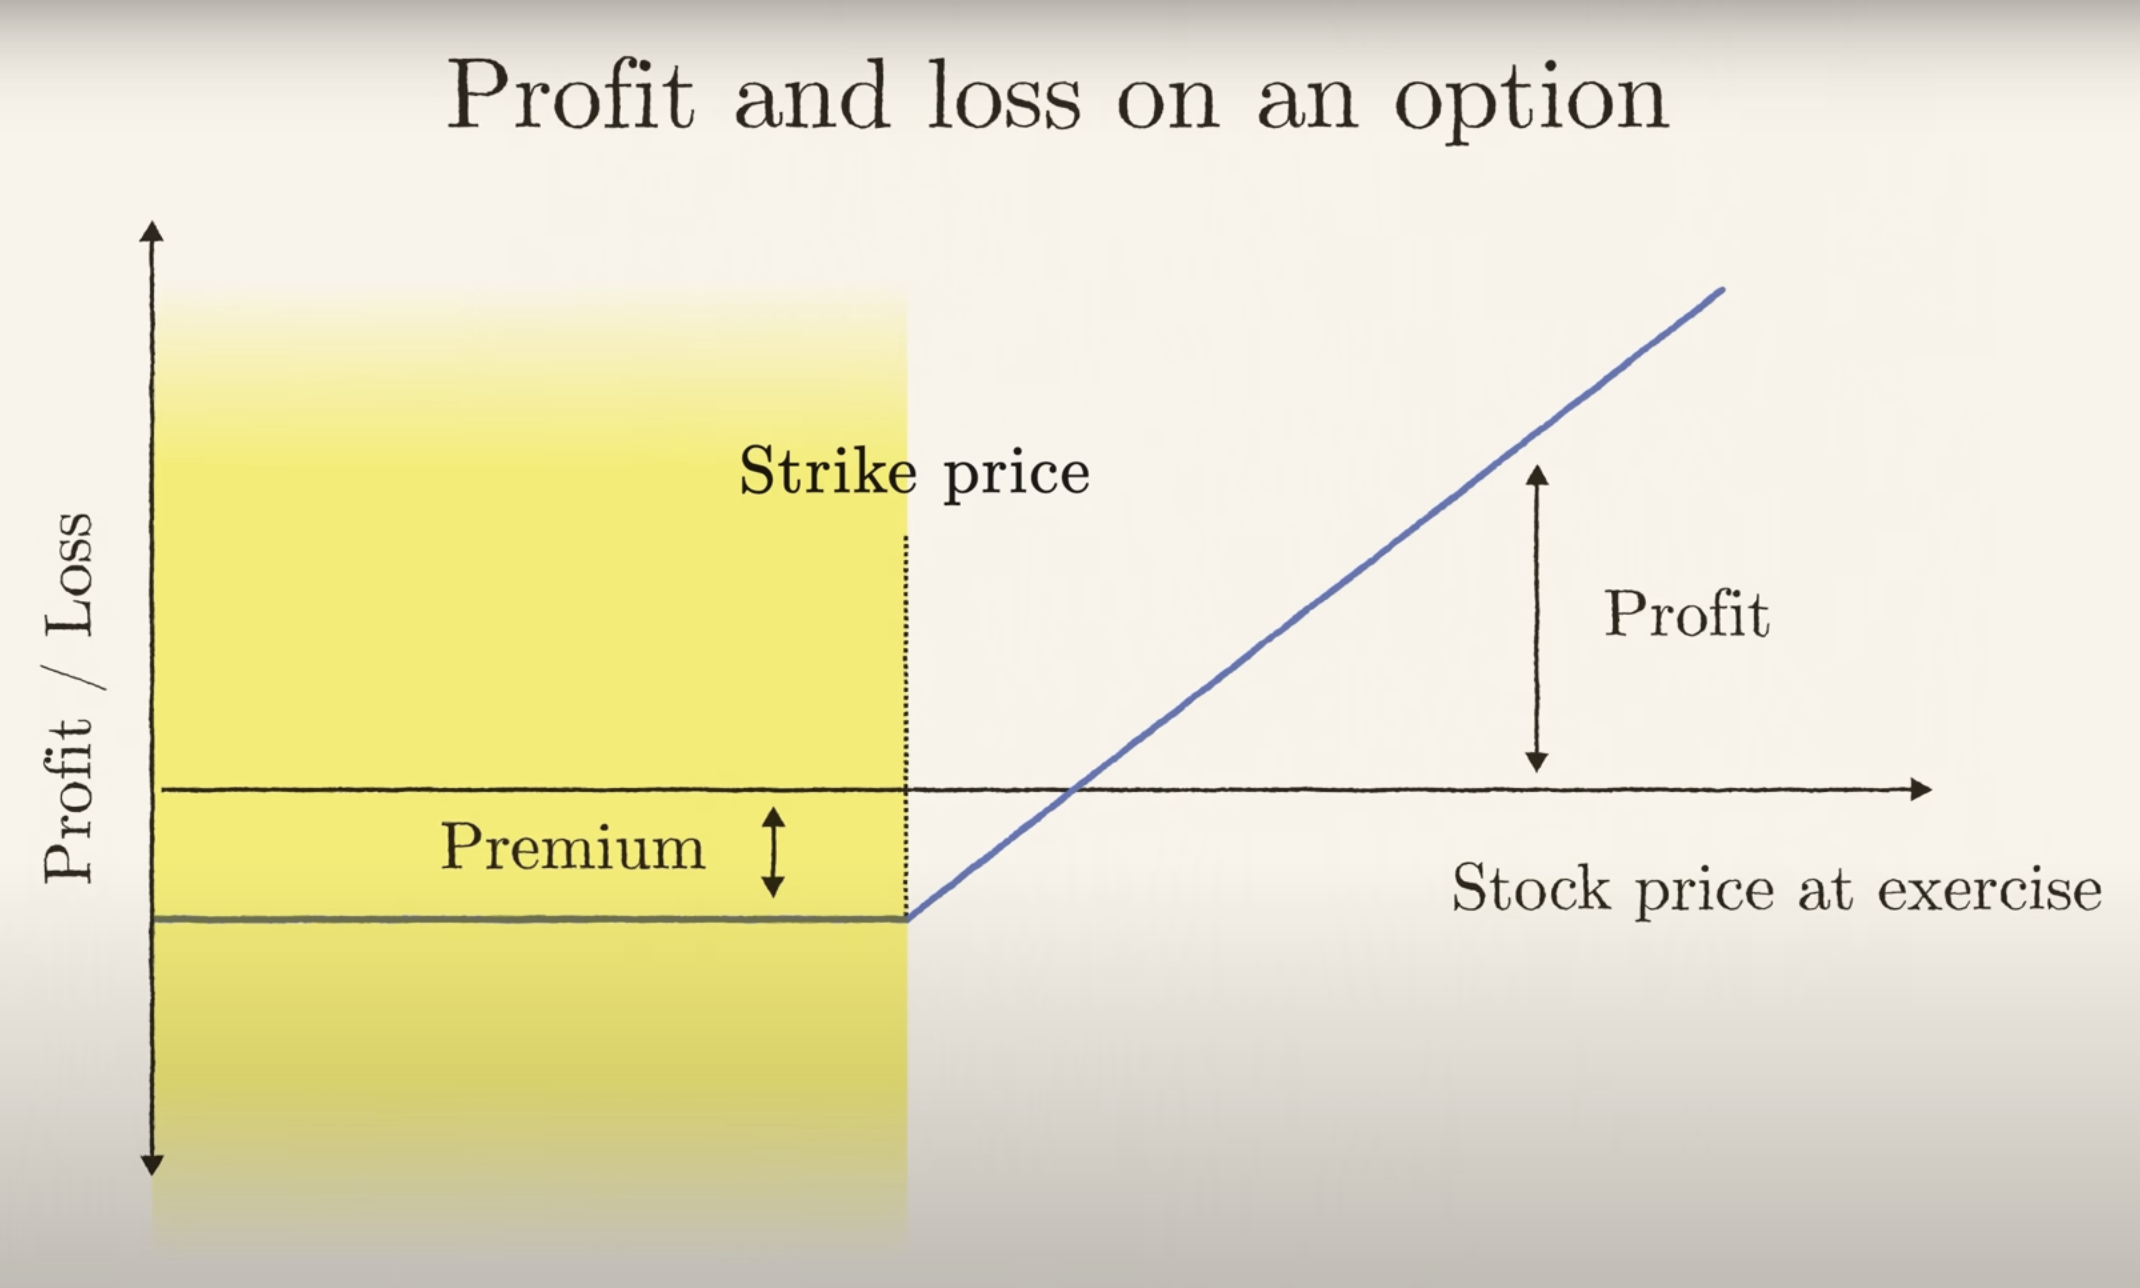 Profit and loss on an option
Strike price
Profit / Loss
Profit
Premium
Stock price at exercise